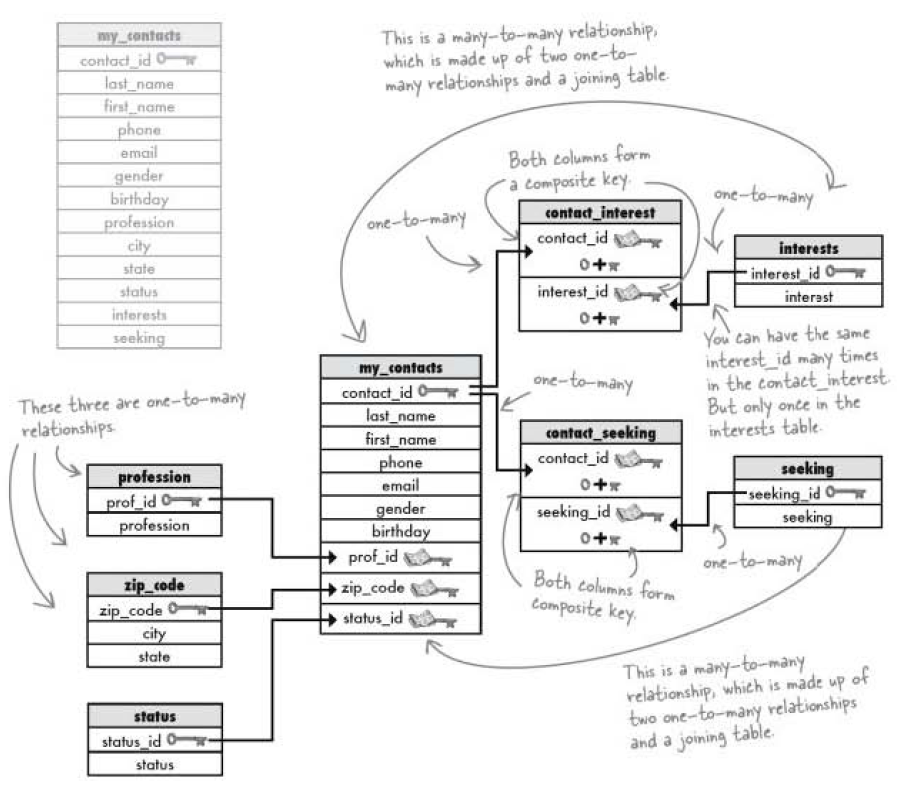 my_contacts
contact_id
last_name
first_name
phone
email
gender
birthday
profession
city
state
status
interests
seeking
This is a many-to-many relationship,
which is made up of two one-to-
many relationships and a joining table.
Both columns form
a composite key.
one-to-many
contact_interest
contact_id
interest_id
one-to-many
interests
interest_id
interest
You can have the same
interest_id many times
in the contact_interest.
But only once in the
interests table.
my_contacts
contact_id
last_name
first_name
phone
email
gender
birthday
prof_id
zip_code
status_id
These three are one-to-many
relationships.
profession
prof_id
profession
zip_code
zip_code
city
state
status
status_id
status
one-to-many
contact_seeking
contact_id
seeking_id
seeking
seeking_id
seeking
one-to-many
Both columns form
composite key.
This is a many-to-many
relationship, which is made up of
two one-to-many relationships
and a joining table.